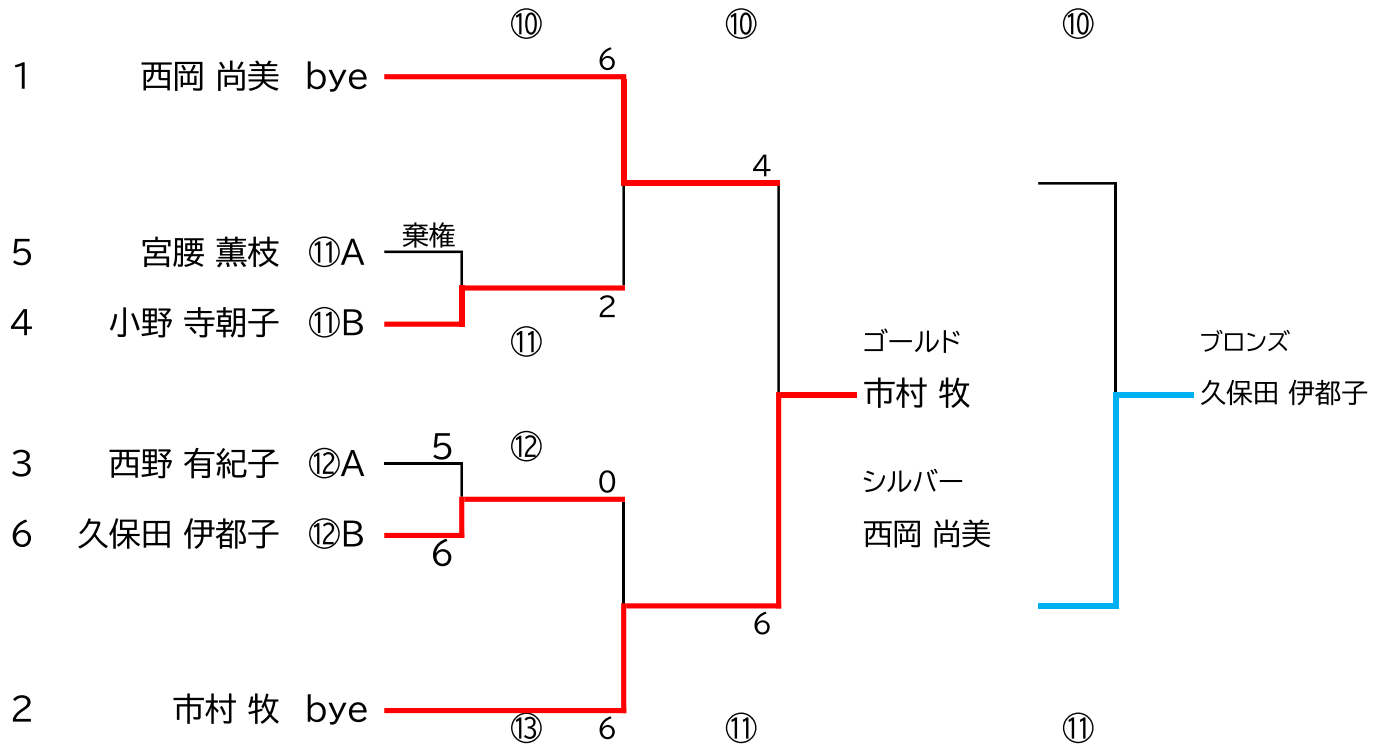 ⑩ ⑩ ⑩
6
1 西岡 尚美 bye
4
5 宮腰 薫枝 ⑪A 棄権
4 小野 寺朝子 ⑪B
2
⑪
ゴールド ブロンズ
市村 牧 久保田 伊都子
3 西野 有紀子 ⑫A 5 ⑫
シルバー
0
6 久保田 伊都子 ⑫B 6
西岡 尚美
6
2 市村 牧 bye
⑬ 6 ⑪ ⑪